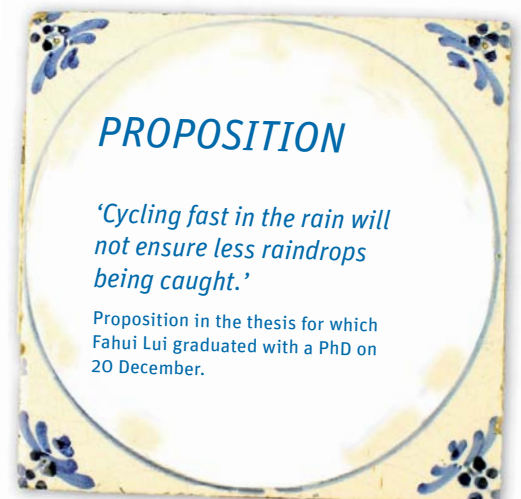 PROPOSITION
‘Cycling fast in the rain will
not ensure less raindrops
being caught.’
Proposition in the thesis for which
Fahui Lui graduated with a PhD on
20 December.